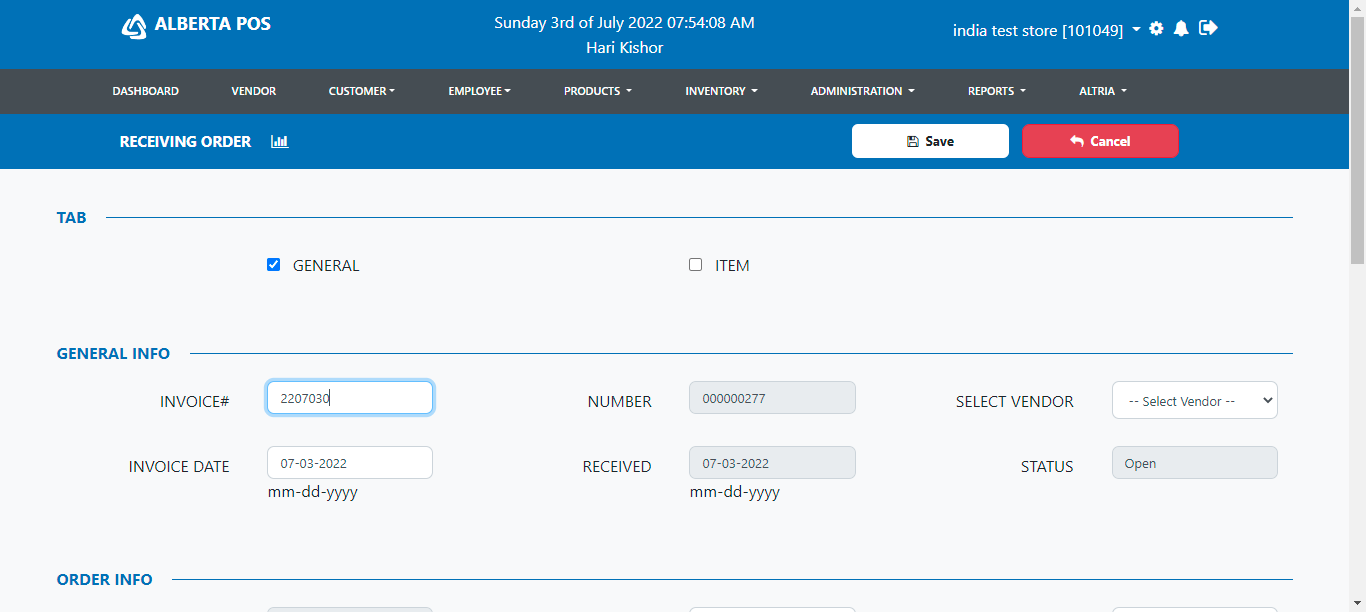 ALBERTA POS
Sunday 3rd of July 2022 07:54:08 AM
Hari Kishor
india test store [101049]
DASHBOARD VENDOR CUSTOMER EMPLOYEE PRODUCTS INVENTORY ADMINISTRATION REPORTS ALTRIA
RECEIVING ORDER Save Cancel
TAB
GENERAL ITEM
GENERAL INFO
INVOICE# 2207030 NUMBER 000000277 SELECT VENDOR -- Select Vendor --
INVOICE DATE 07-03-2022 RECEIVED 07-03-2022 STATUS Open
mm-dd-yyyy mm-dd-yyyy
ORDER INFO